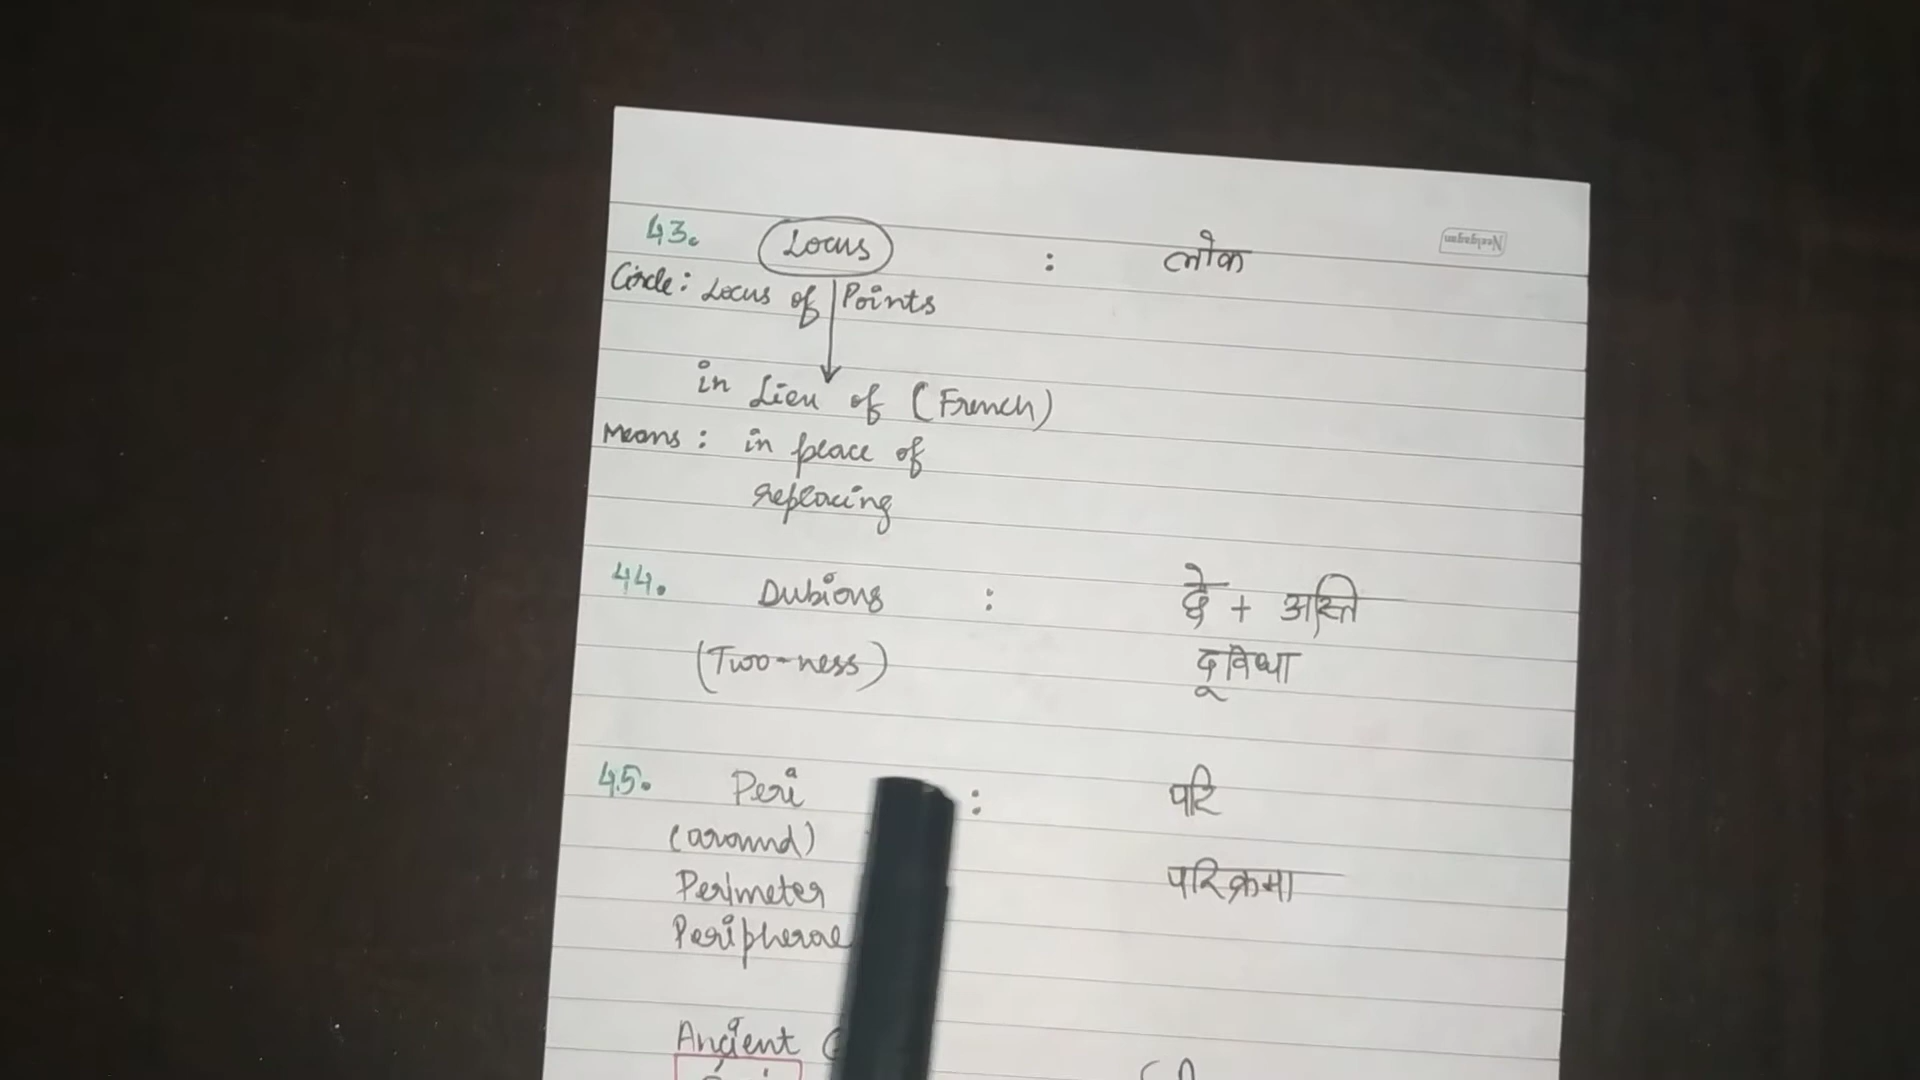 43. Locus : लोक
Circle: Locus of Points
in Lieu of (French)
Means: in place of
replacing
44. Dubious : द्वे + अस्ति
(Two-ness) दूविधा
45. Peri : परि
(around)
Perimeter परिक्रमा
Peripheral
Ancient
Neelgagan